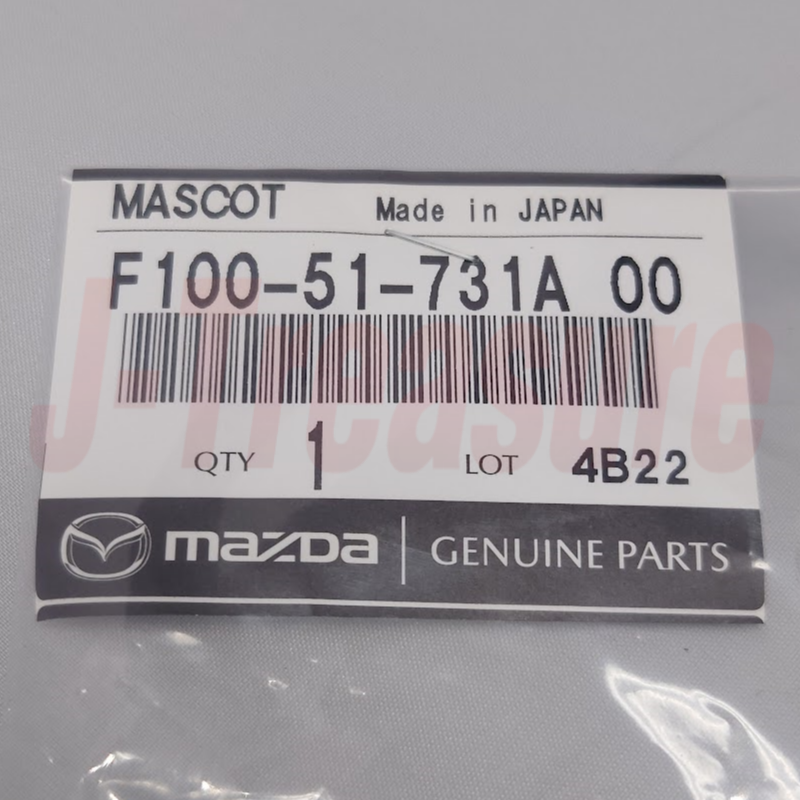 MASCOT Made in JAPAN
F100-51-731A 00
J-Treasure
QTY 1 LOT 4B22
mazda GENUINE PARTS